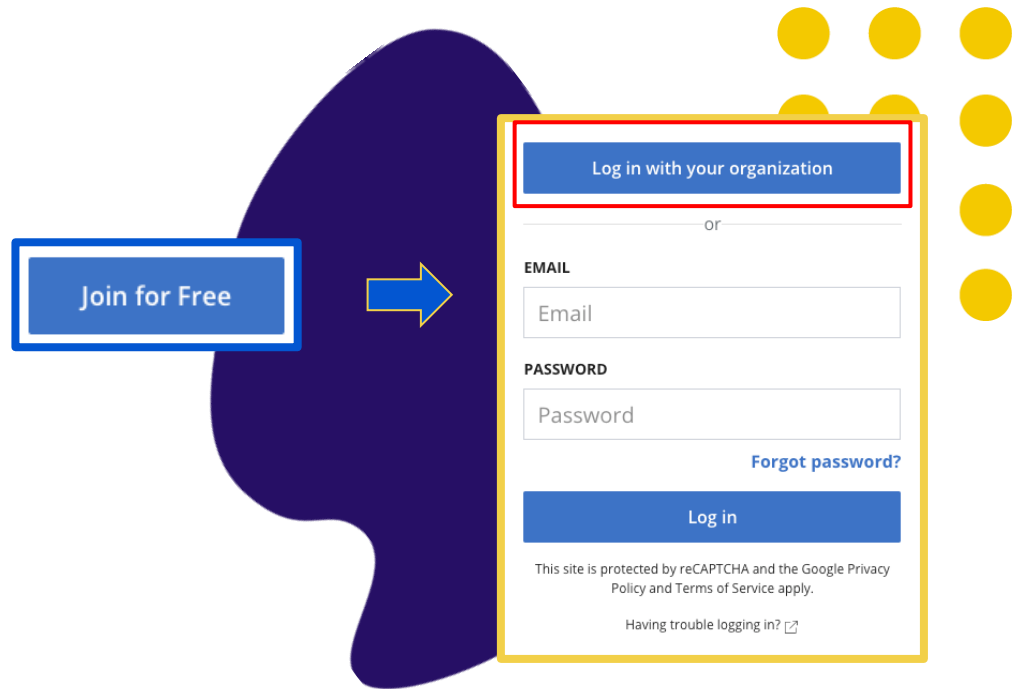 Join for Free
Log in with your organization
or
EMAIL
Email
PASSWORD
Password
Forgot password?
Log in
This site is protected by reCAPTCHA and the Google Privacy
Policy and Terms of Service apply.
Having trouble logging in?